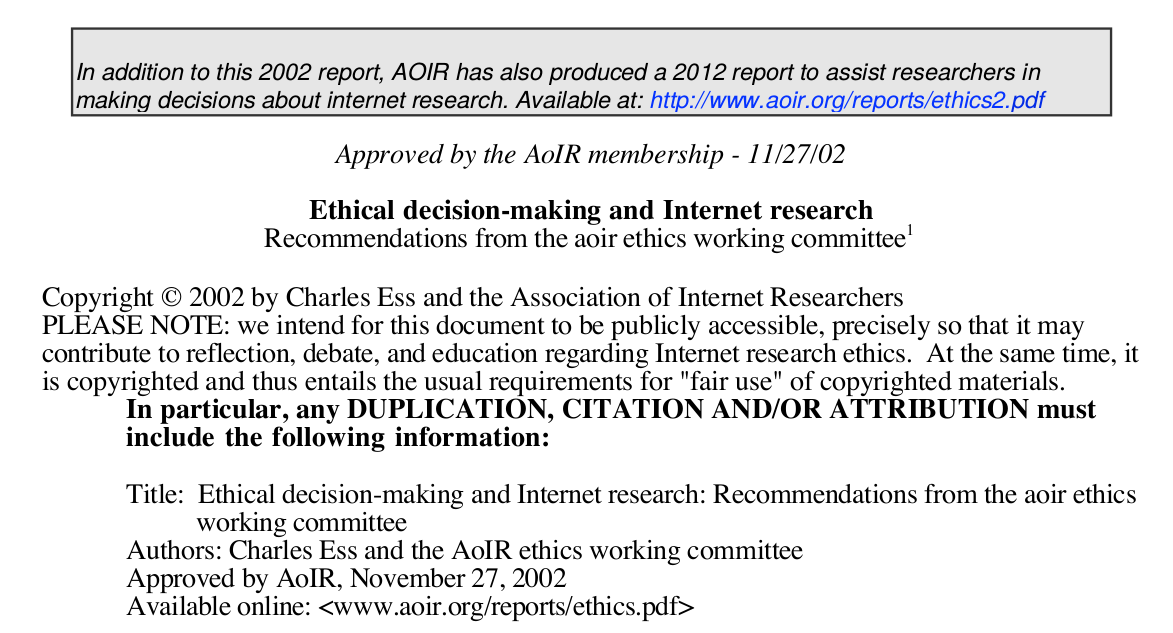 In addition to this 2002 report, AOIR has also produced a 2012 report to assist researchers in
making decisions about internet research. Available at: http://www.aoir.org/reports/ethics2.pdf
Approved by the AoIR membership - 11/27/02
Ethical decision-making and Internet research
Recommendations from the aoir ethics working committee1
Copyright © 2002 by Charles Ess and the Association of Internet Researchers
PLEASE NOTE: we intend for this document to be publicly accessible, precisely so that it may
contribute to reflection, debate, and education regarding Internet research ethics.  At the same time, it
is copyrighted and thus entails the usual requirements for "fair use" of copyrighted materials.
In particular, any DUPLICATION, CITATION AND/OR ATTRIBUTION must
include the following information:
Title:  Ethical decision-making and Internet research: Recommendations from the aoir ethics
working committee
Authors: Charles Ess and the AoIR ethics working committee
Approved by AoIR, November 27, 2002
Available online: <www.aoir.org/reports/ethics.pdf>